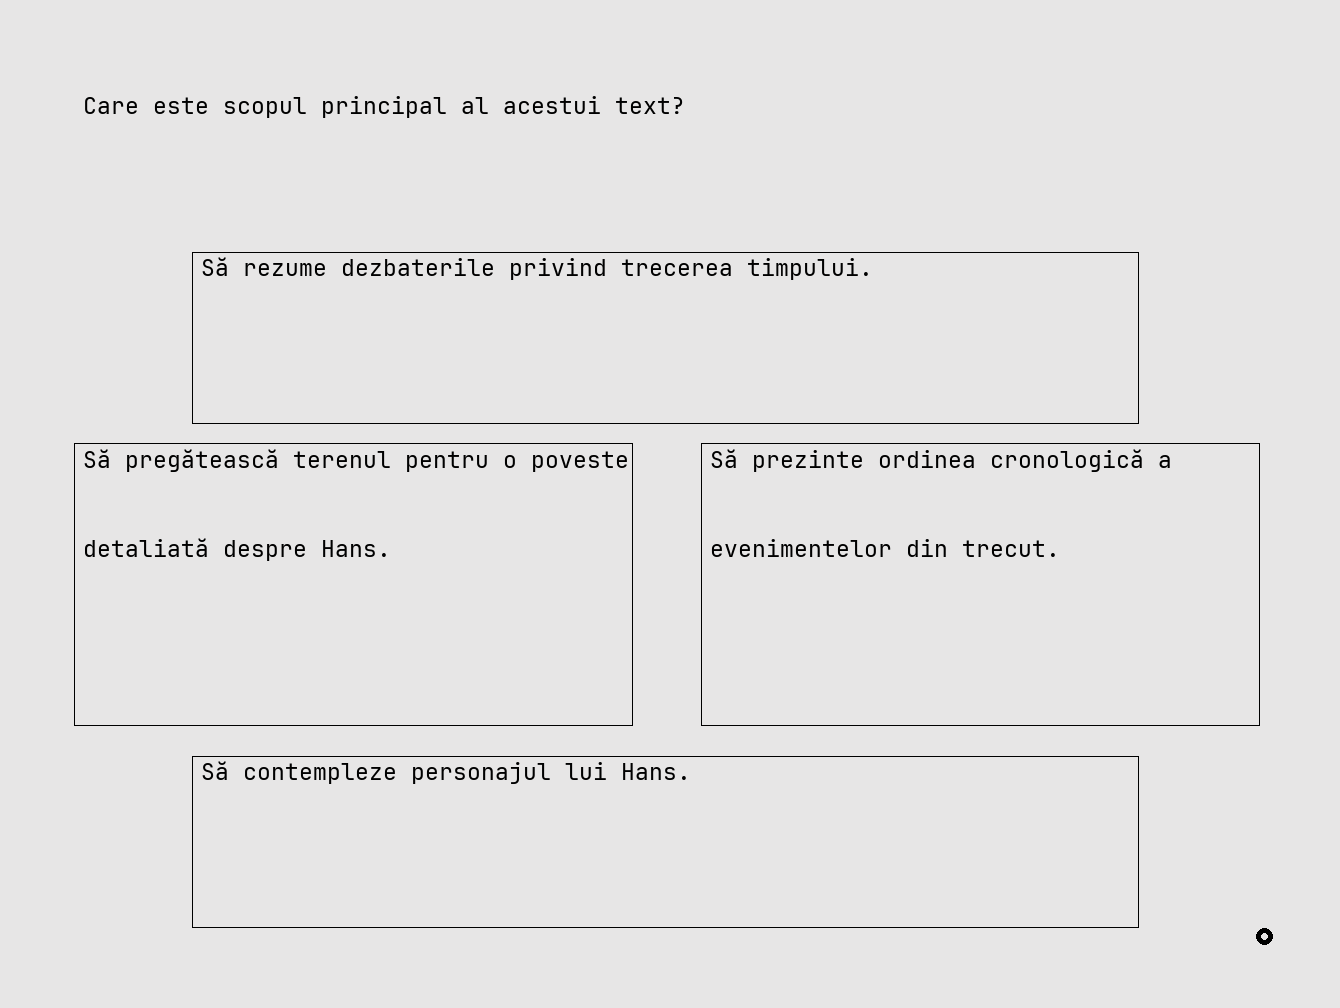 Care este scopul principal al acestui text?
Să rezume dezbaterile privind trecerea timpului.
Să pregătească terenul pentru o poveste
detaliată despre Hans.
Să prezinte ordinea cronologică a
evenimentelor din trecut.
Să contempleze personajul lui Hans.